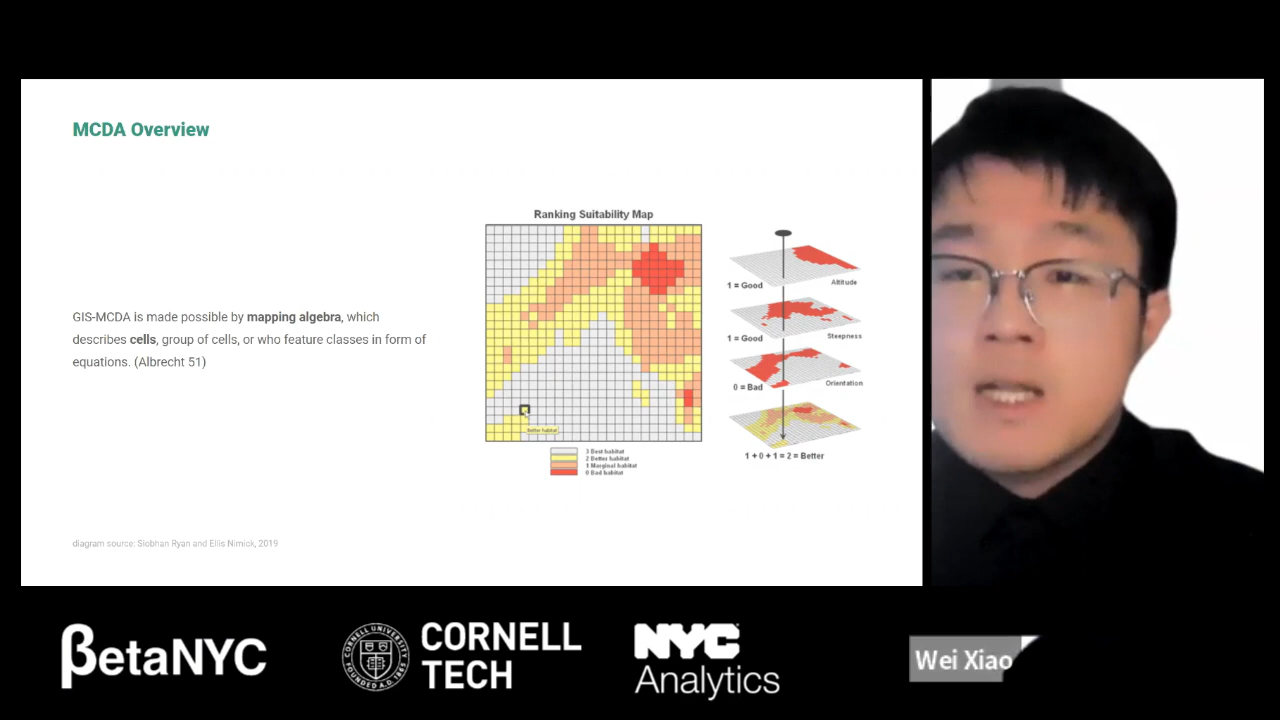 MCDA Overview
GIS-MCDA is made possible by mapping algebra, which
describes cells, group of cells, or who feature classes in form of
equations. (Albrecht 51)
Ranking Suitability Map
Better habitat
3 Best habitat
2 Better habitat
1 Marginal habitat
0 Bad habitat
1 = Good
Altitude
1 = Good
Steepness
0 = Bad
Orientation
1 + 0 + 1 = 2 = Better
diagram source: Siobhan Ryan and Ellis Nimick, 2019
βetaNYC
CORNELL
TECH
NYC
Analytics
Wei Xiao